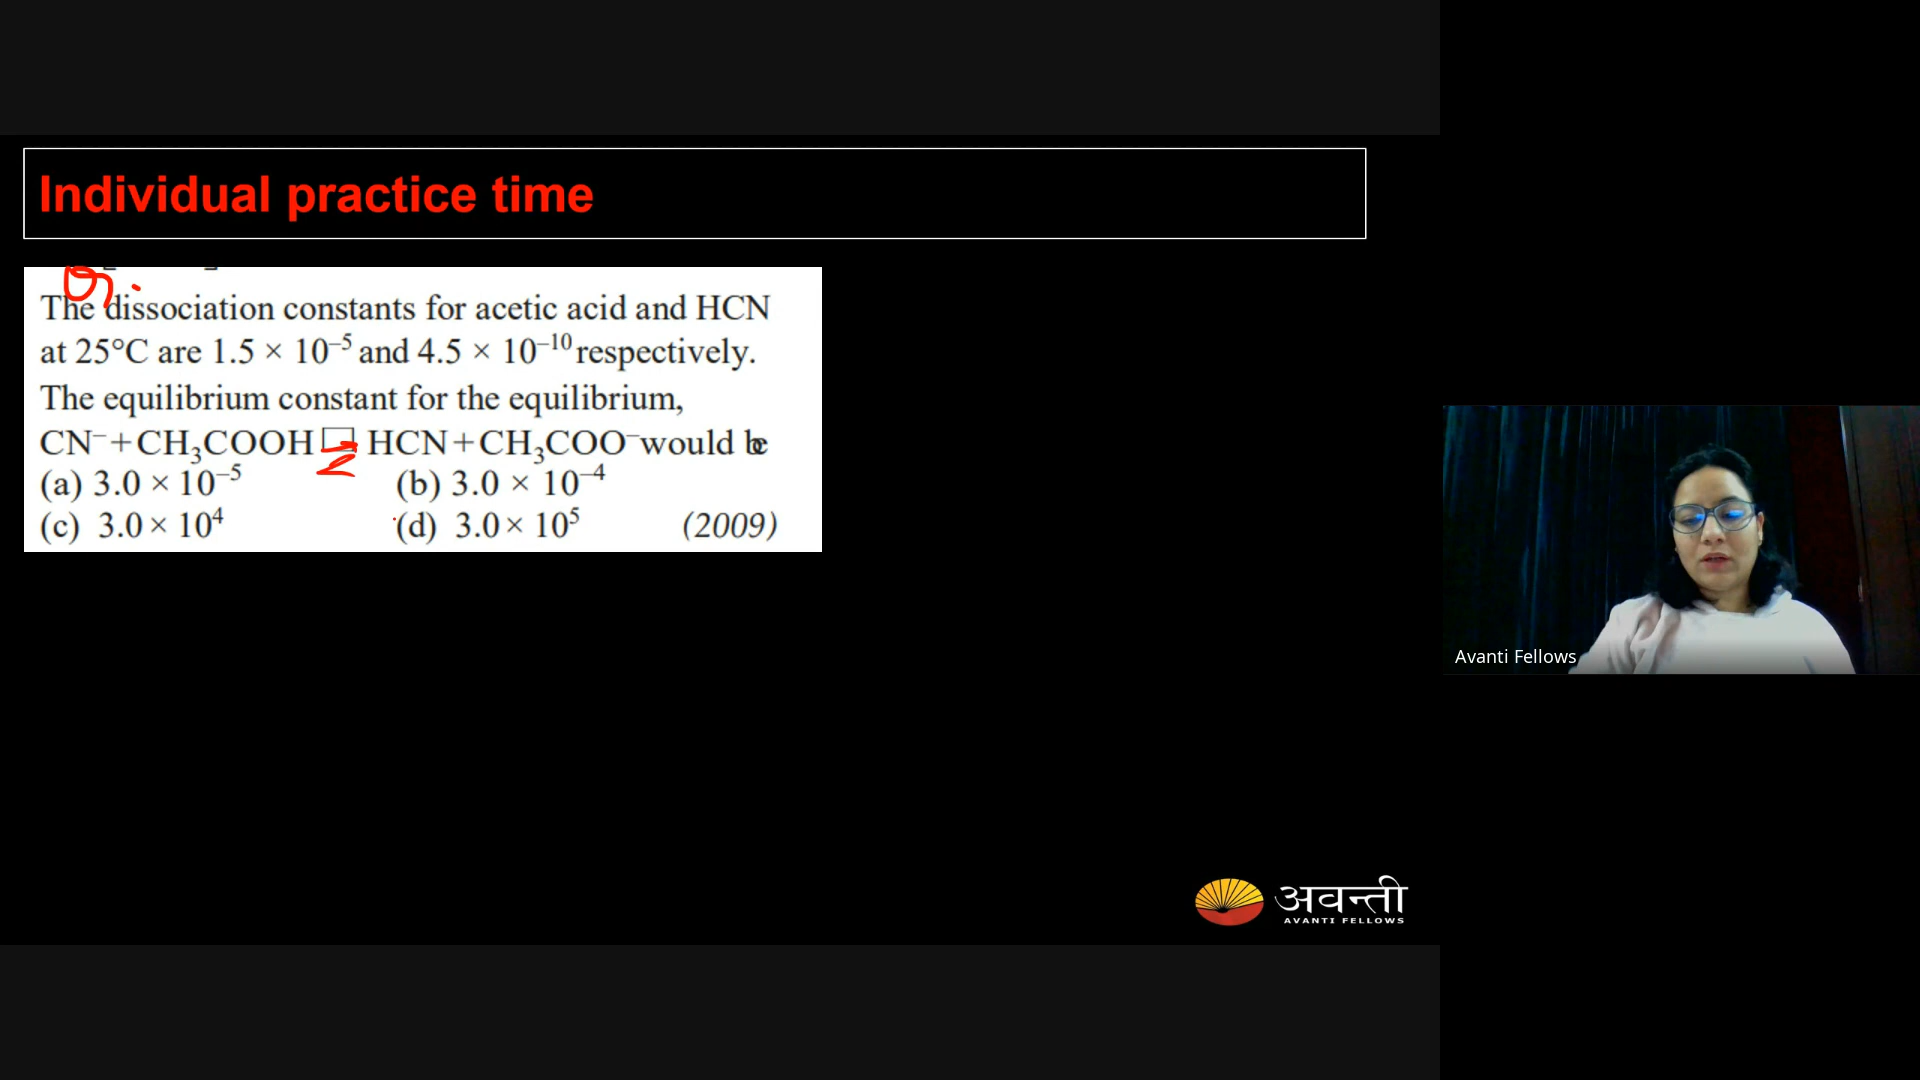 Individual practice time
Q.
The dissociation constants for acetic acid and HCN
at 25°C are 1.5 × 10⁻⁵ and 4.5 × 10⁻¹⁰ respectively.
The equilibrium constant for the equilibrium,
CN⁻ + CH₃COOH ⇌ HCN + CH₃COO⁻ would be
(a) 3.0 × 10⁻⁵ (b) 3.0 × 10⁻⁴
(c) 3.0 × 10⁴ (d) 3.0 × 10⁵ (2009)
Avanti Fellows
अवन्ती
AVANTI FELLOWS